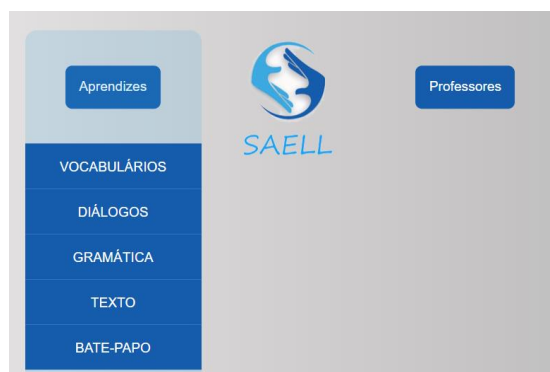 Aprendizes
SAELL
Professores
VOCABULÁRIOS
DIÁLOGOS
GRAMÁTICA
TEXTO
BATE-PAPO